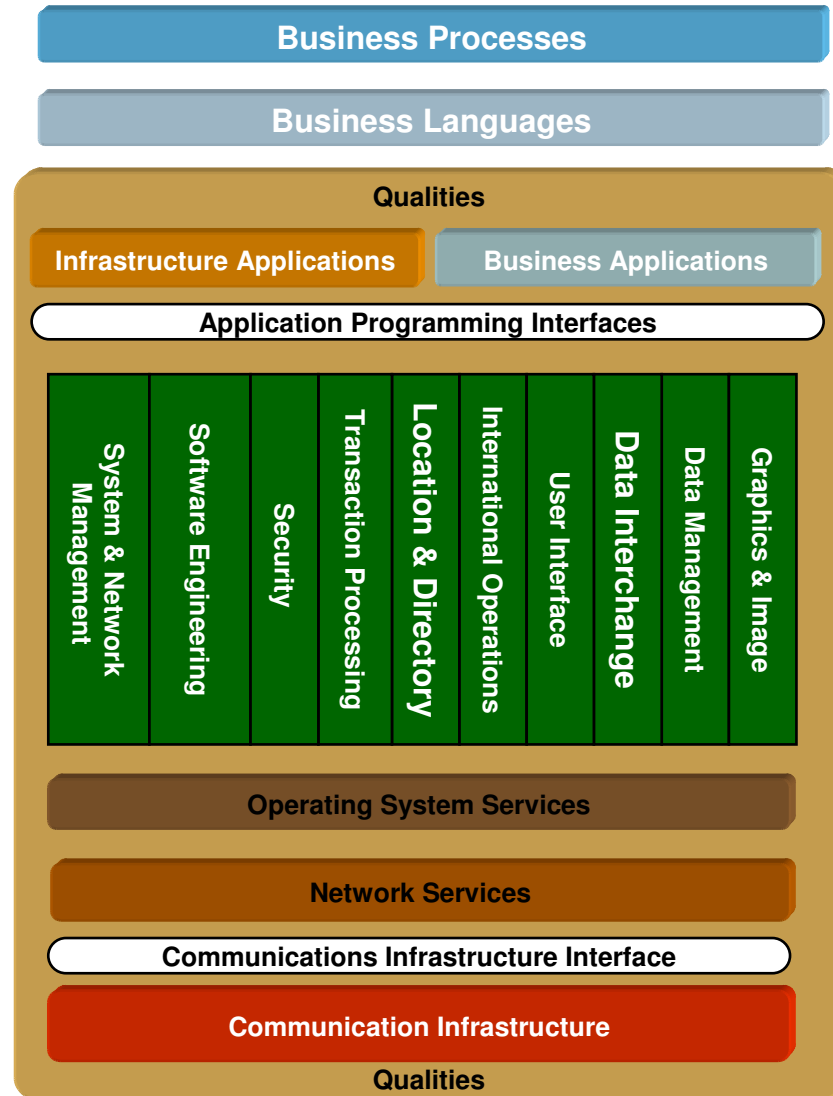 Business Processes
Business Languages
Qualities
Infrastructure Applications
Business Applications
Application Programming Interfaces
System & Network
Management
Software Engineering
Security
Transaction Processing
Location & Directory
International Operations
User Interface
Data Interchange
Data Management
Graphics & Image
Operating System Services
Network Services
Communications Infrastructure Interface
Communication Infrastructure
Qualities